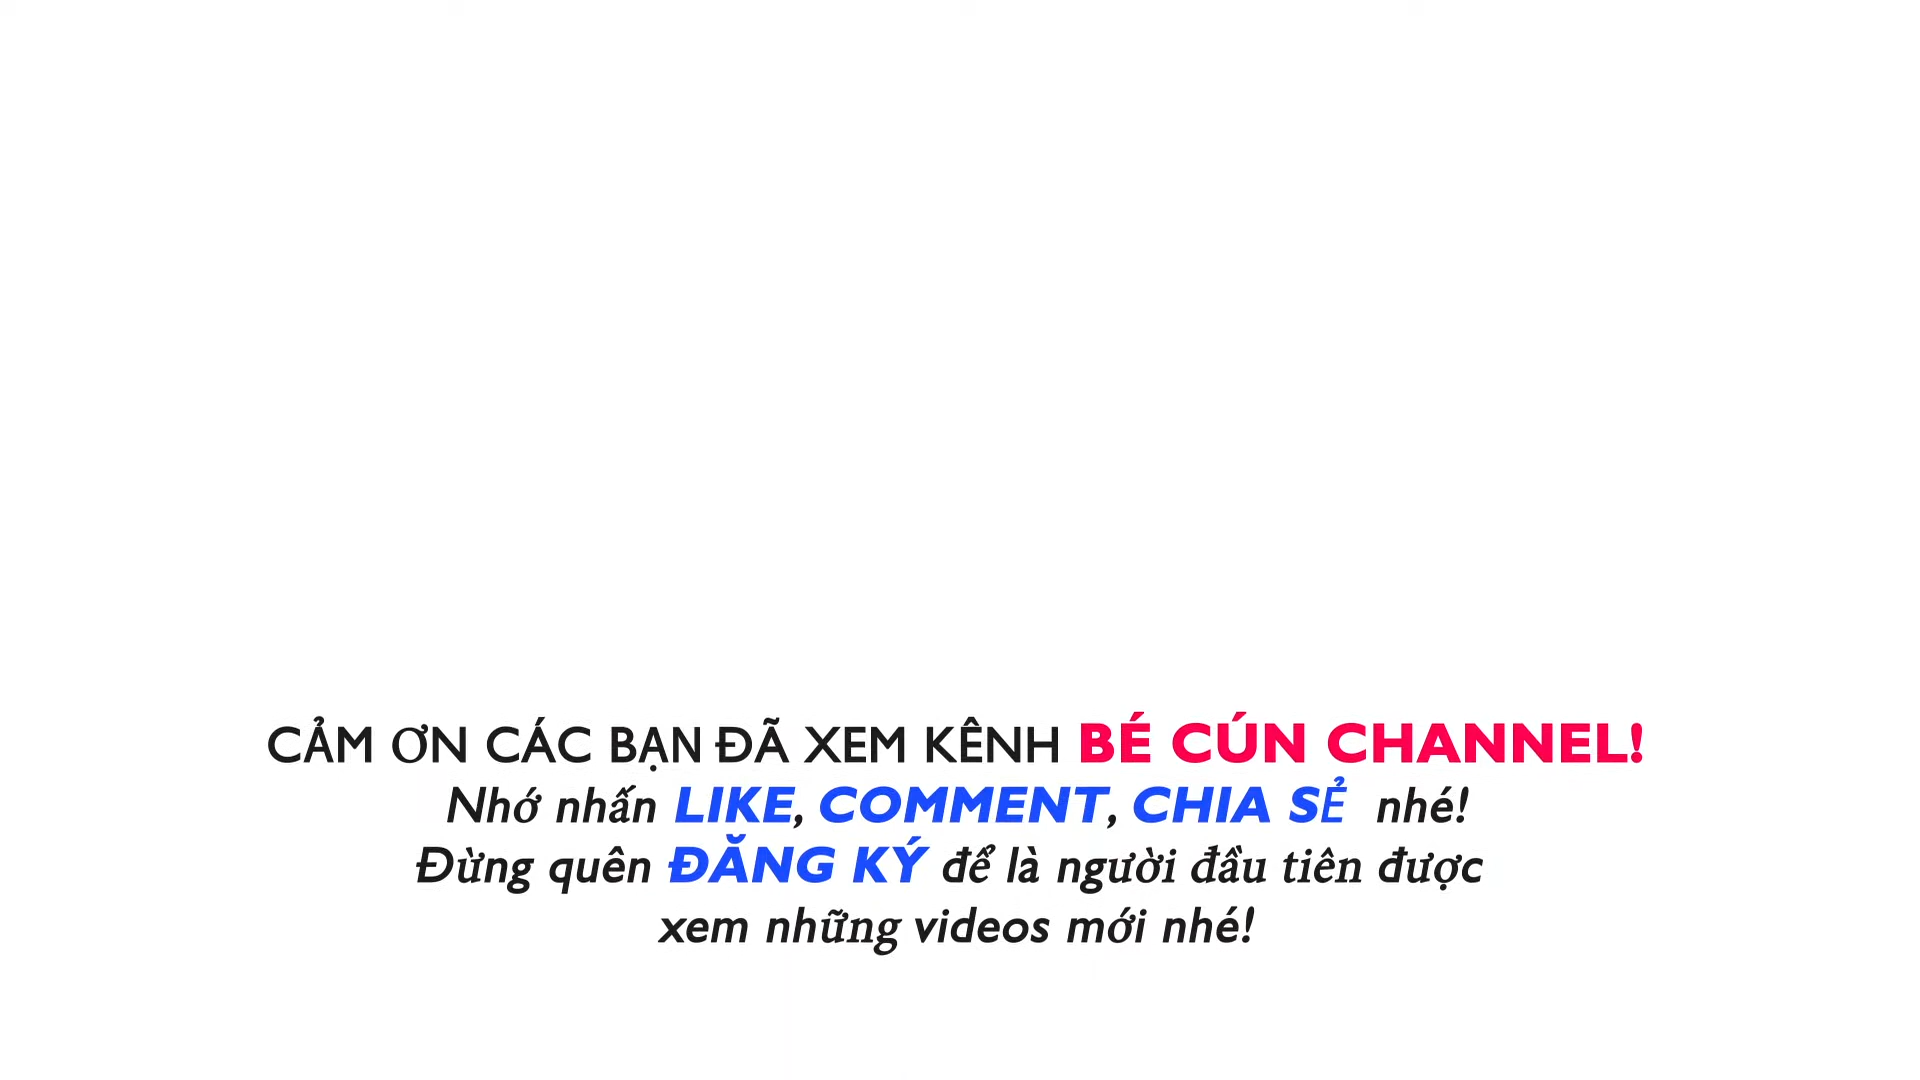 CẢM ƠN CÁC BẠN ĐÃ XEM KÊNH BÉ CÚN CHANNEL!
Nhớ nhấn LIKE, COMMENT, CHIA SẺ nhé!
Đừng quên ĐĂNG KÝ để là người đầu tiên được
xem những videos mới nhé!